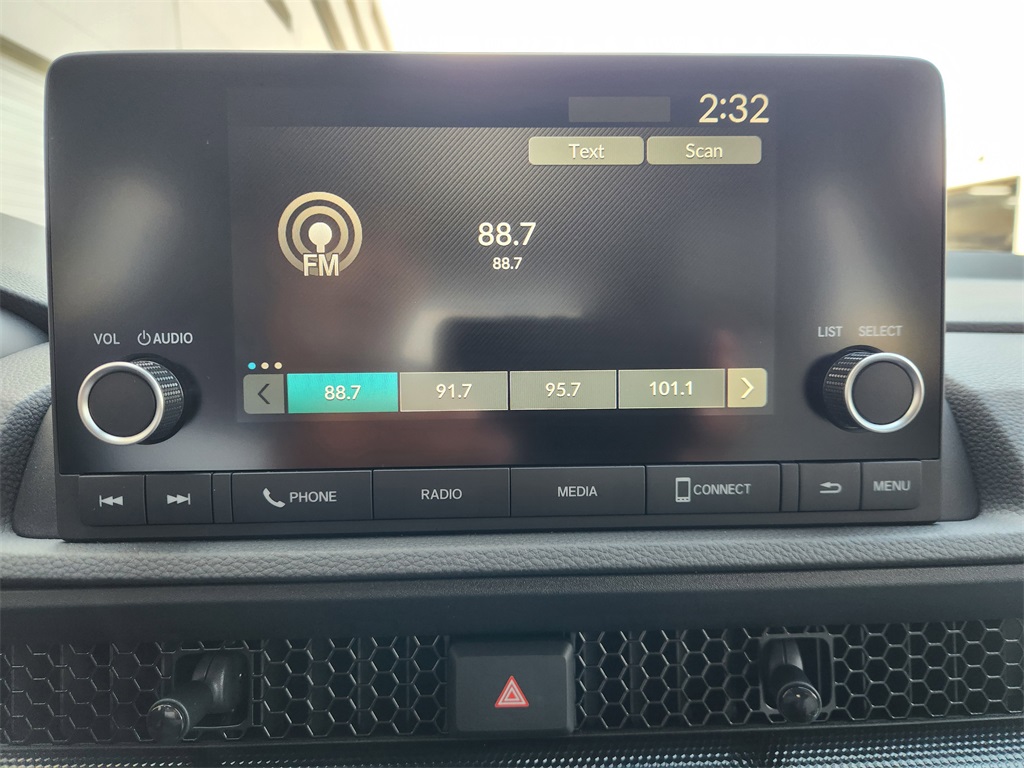 2:32
Text Scan
88.7
88.7
FM
VOL AUDIO
LIST SELECT
88.7 91.7 95.7 101.1
PHONE RADIO MEDIA CONNECT MENU